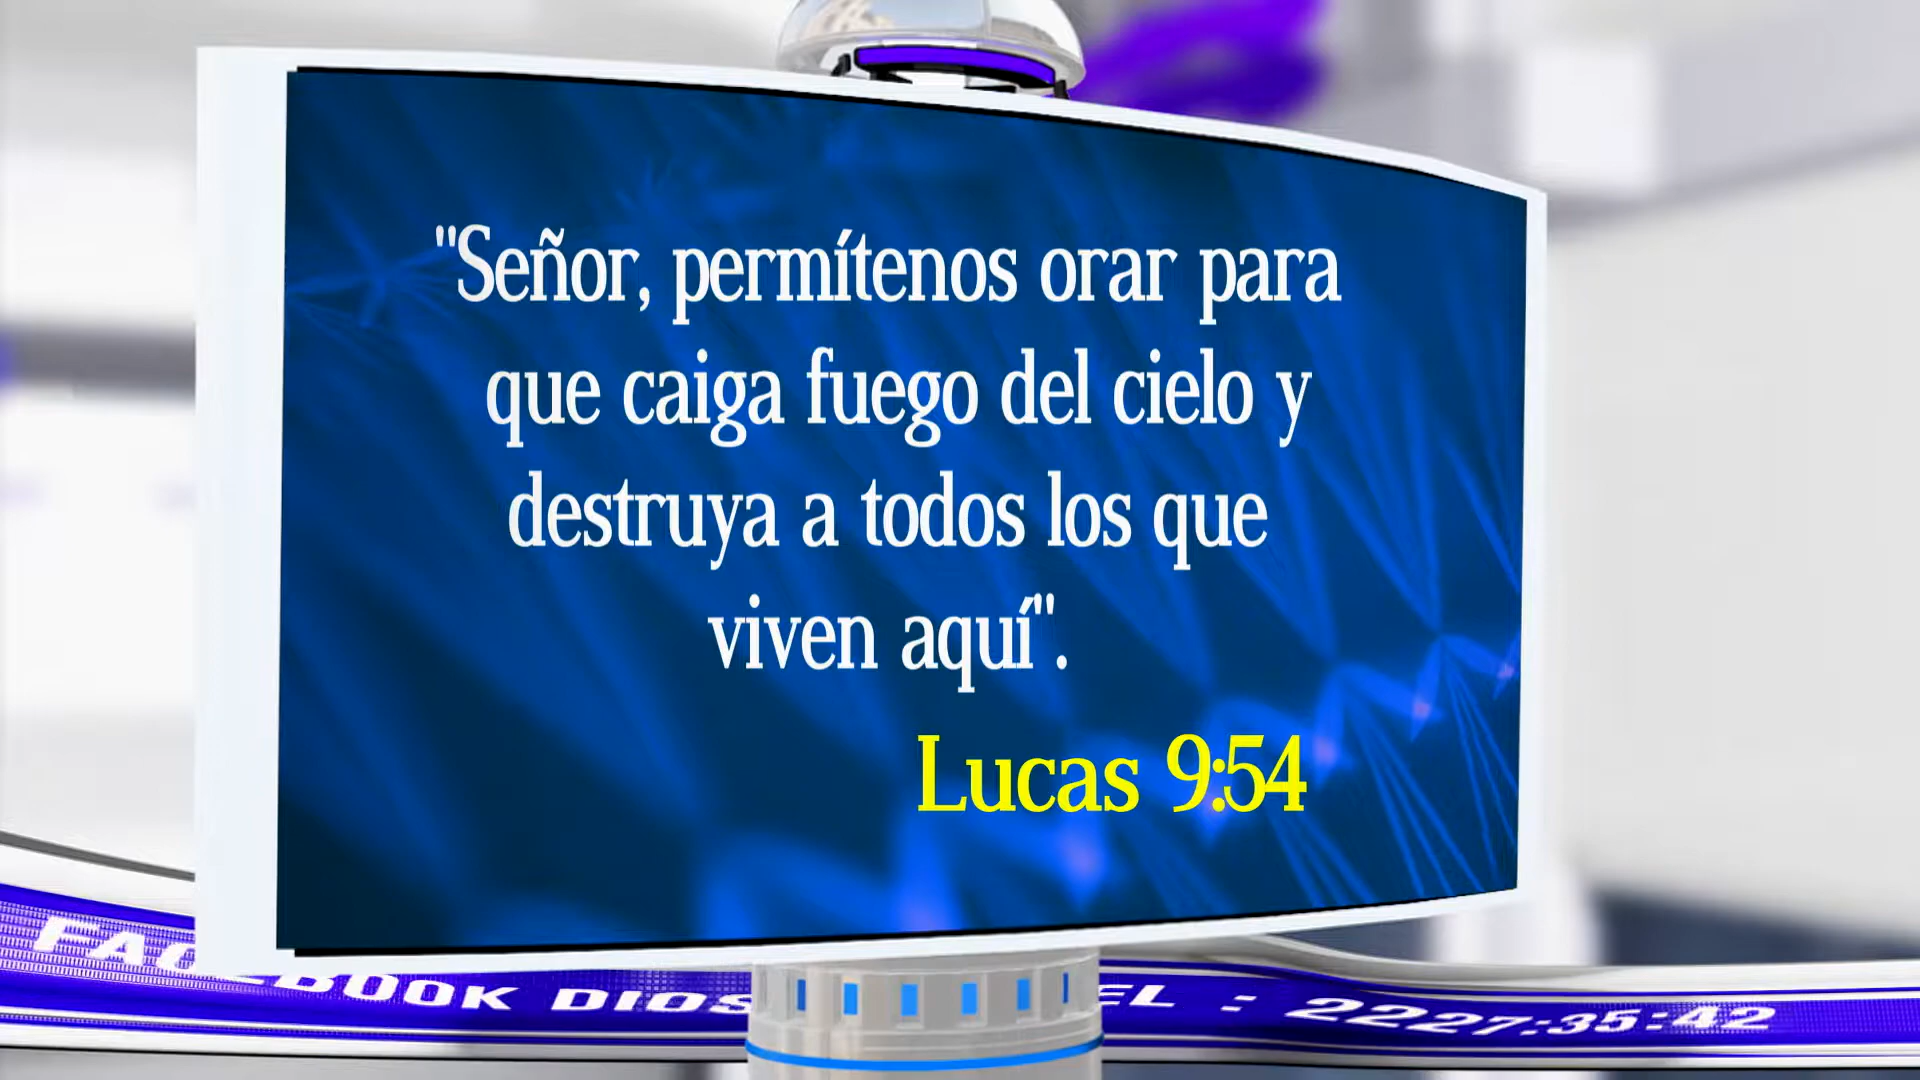 "Señor, permítenos orar para
que caiga fuego del cielo y
destruya a todos los que
viven aquí".
Lucas 9:54
FACEBOOK DIOS EL : 2227:35:42